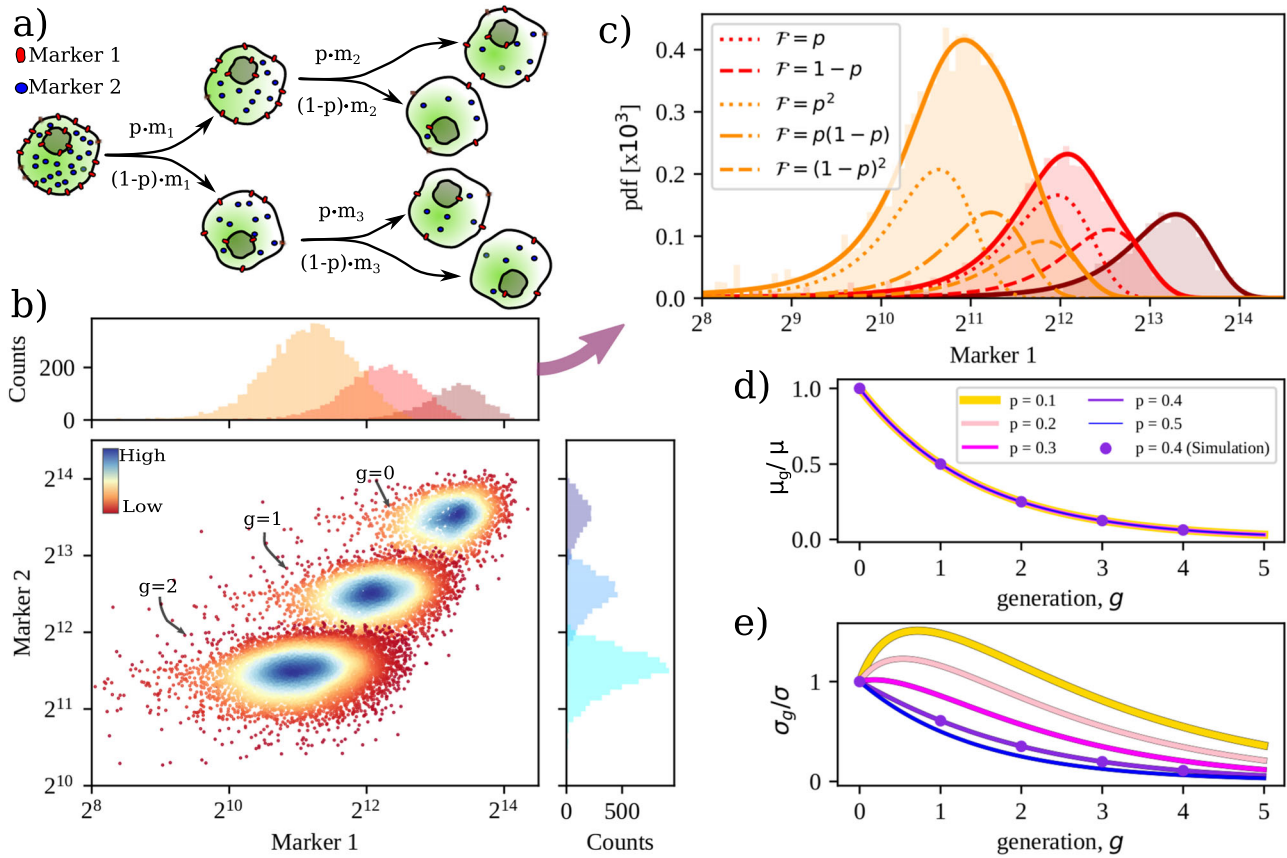 a)
Marker 1
Marker 2
p·m₁
(1-p)·m₁
p·m₂
(1-p)·m₂
p·m₃
(1-p)·m₃
b)
Counts
200
0
High
Low
g=0
g=1
g=2
Marker 2
2¹⁴
2¹³
2¹²
2¹¹
2¹⁰
2⁸ 2¹⁰ 2¹² 2¹⁴
Marker 1
0 500
Counts
c)
pdf [x10³]
0.4
0.3
0.2
0.1
0.0
ℱ = p
ℱ = 1 − p
ℱ = p²
ℱ = p(1 − p)
ℱ = (1 − p)²
2⁸ 2⁹ 2¹⁰ 2¹¹ 2¹² 2¹³ 2¹⁴
Marker 1
d)
μg/ μ
1.0
0.5
0.0
p = 0.1
p = 0.2
p = 0.3
p = 0.4
p = 0.5
p = 0.4 (Simulation)
0 1 2 3 4 5
generation, g
e)
σg/σ
1
0
0 1 2 3 4 5
generation, g